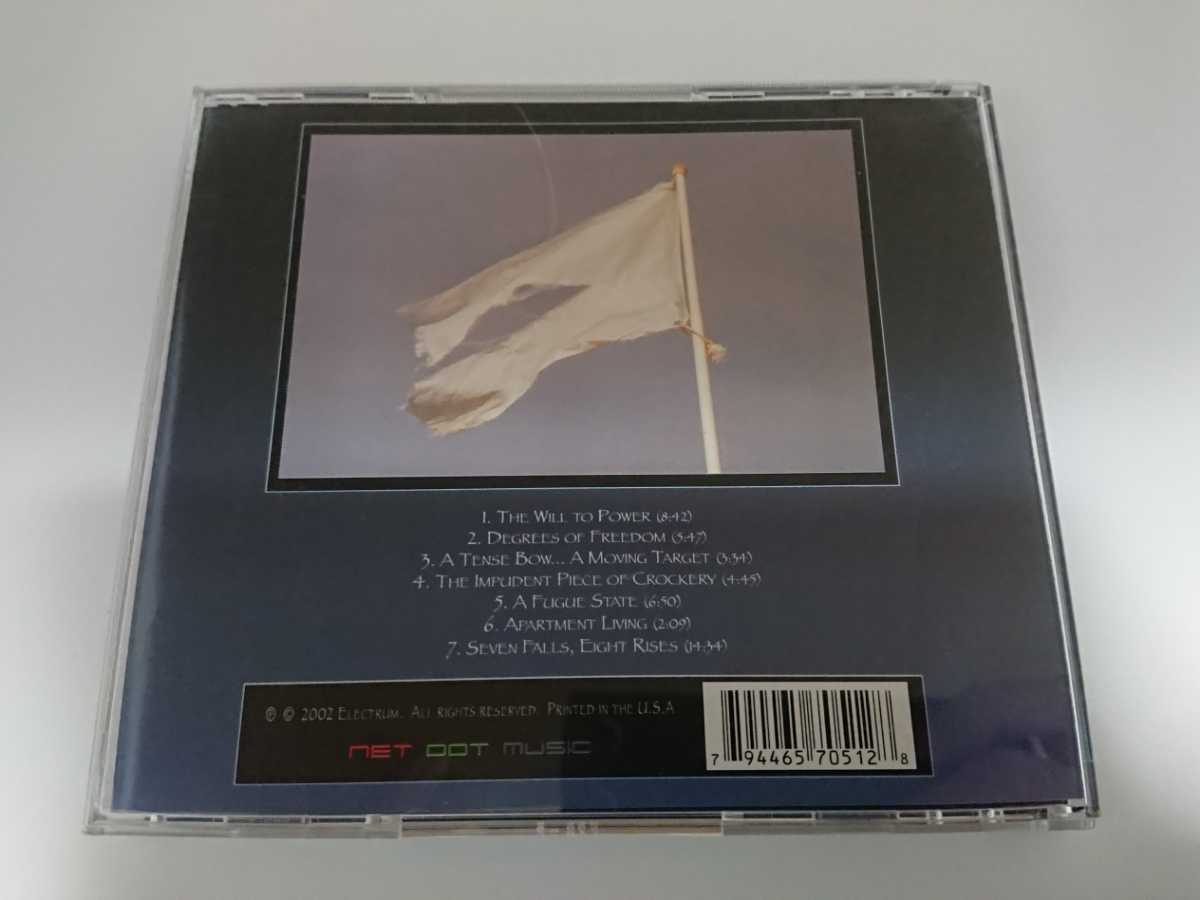 1. The Will to Power (8:42)
2. Degrees of Freedom (5:47)
3. A Tense Bow... A Moving Target (3:34)
4. The Impudent Piece of Crockery (4:45)
5. A Fugue State (6:50)
6. Apartment Living (2:09)
7. Seven Falls, Eight Rises (14:34)
℗ © 2002 Electrum. All rights reserved. Printed in the U.S.A
NET DOT MUSIC
7 94465 70512 8